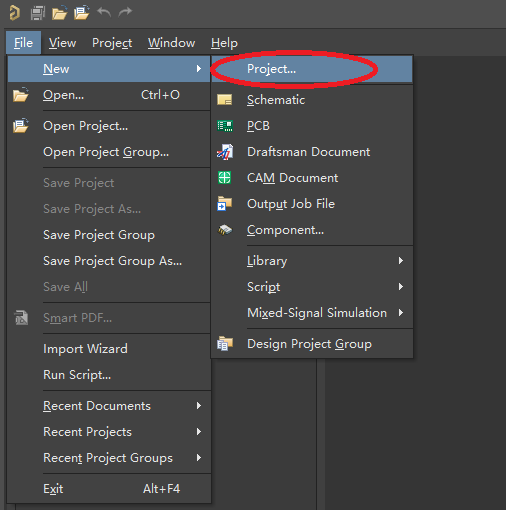 File View Project Window Help
New
Open... Ctrl+O
Open Project...
Open Project Group...
Save Project
Save Project As...
Save Project Group
Save Project Group As...
Save All
Smart PDF...
Import Wizard
Run Script...
Recent Documents
Recent Projects
Recent Project Groups
Exit Alt+F4
Project...
Schematic
PCB
Draftsman Document
CAM Document
Output Job File
Component...
Library
Script
Mixed-Signal Simulation
Design Project Group